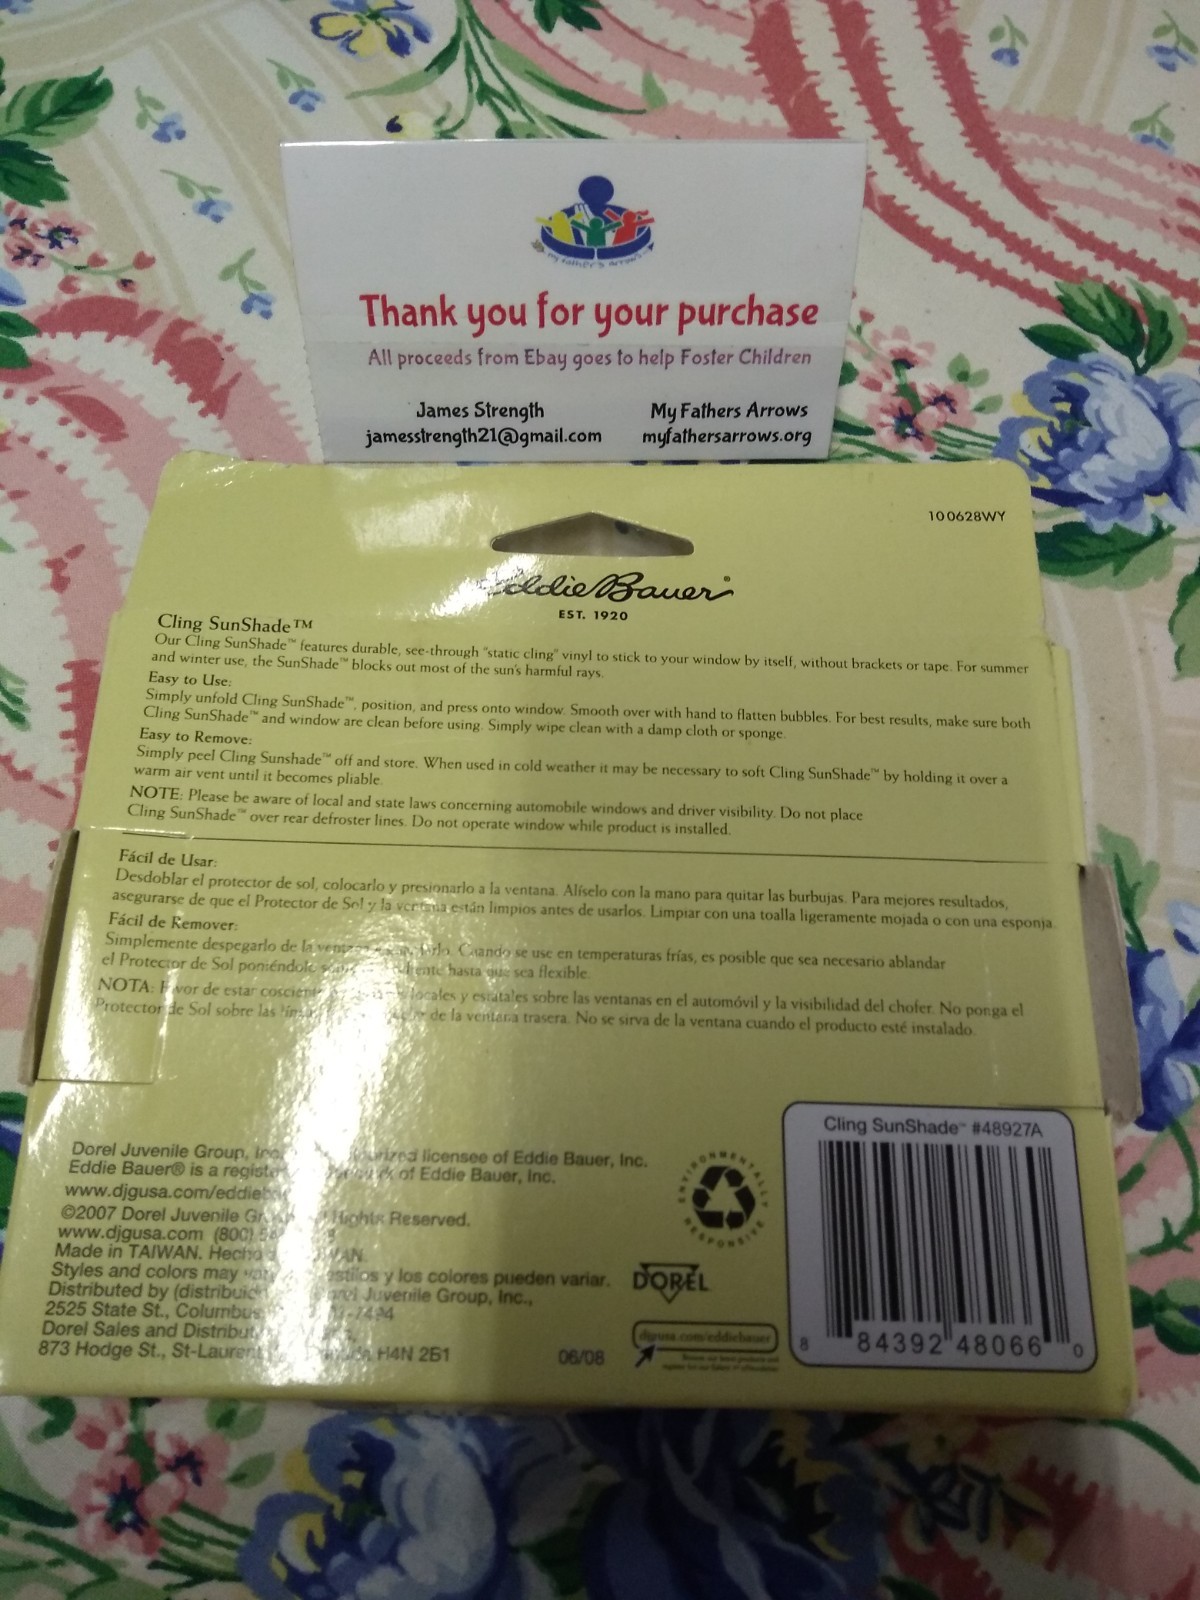 my father's arrows
Thank you for your purchase
All proceeds from Ebay goes to help Foster Children
James Strength
jamesstrength21@gmail.com
My Fathers Arrows
myfathersarrows.org
100628WY
Eddie Bauer®
EST. 1920
Cling SunShade™
Our Cling SunShade™ features durable, see-through "static cling" vinyl to stick to your window by itself, without brackets or tape. For summer
and winter use, the SunShade™ blocks out most of the sun's harmful rays.
Easy to Use:
Simply unfold Cling SunShade™, position, and press onto window. Smooth over with hand to flatten bubbles. For best results, make sure both
Cling SunShade™ and window are clean before using. Simply wipe clean with a damp cloth or sponge.
Easy to Remove:
Simply peel Cling Sunshade™ off and store. When used in cold weather it may be necessary to soft Cling SunShade™ by holding it over a
warm air vent until it becomes pliable.
NOTE: Please be aware of local and state laws concerning automobile windows and driver visibility. Do not place
Cling SunShade™ over rear defroster lines. Do not operate window while product is installed.
Fácil de Usar:
Desdoblar el protector de sol, colocarlo y presionarlo a la ventana. Alíselo con la mano para quitar las burbujas. Para mejores resultados,
asegurarse de que el Protector de Sol y la ventana están limpios antes de usarlos. Limpiar con una toalla ligeramente mojada o con una esponja.
Fácil de Remover:
Simplemente despegarlo de la ventana Cuando se use en temperaturas frías, es posible que sea necesario ablandar
el Protector de Sol poniéndolo hasta que sea flexible.
NOTA: Favor de estar locales y estatales sobre las ventanas en el automóvil y la visibilidad del chofer. No ponga el
Protector de Sol sobre las de la ventana trasera. No se sirva de la ventana cuando el producto esté instalado.
Dorel Juvenile Group, Inc. licensee of Eddie Bauer, Inc.
Eddie Bauer® is a of Eddie Bauer, Inc.
www.djgusa.com/eddieb
©2007 Dorel Juvenile Rights Reserved.
www.djgusa.com (800)
Made in TAIWAN. Hecho
Styles and colors may estilos y los colores pueden variar.
Distributed by Juvenile Group, Inc.,
2525 State St., Columbus
Dorel Sales and
873 Hodge St., St-Laurent H4N 2B1
06/08
ENVIRONMENTALLY
RESPONSIVE
DOREL
djgusa.com/eddiebauer
Cling SunShade™ #48927A
8 84392 48066 0